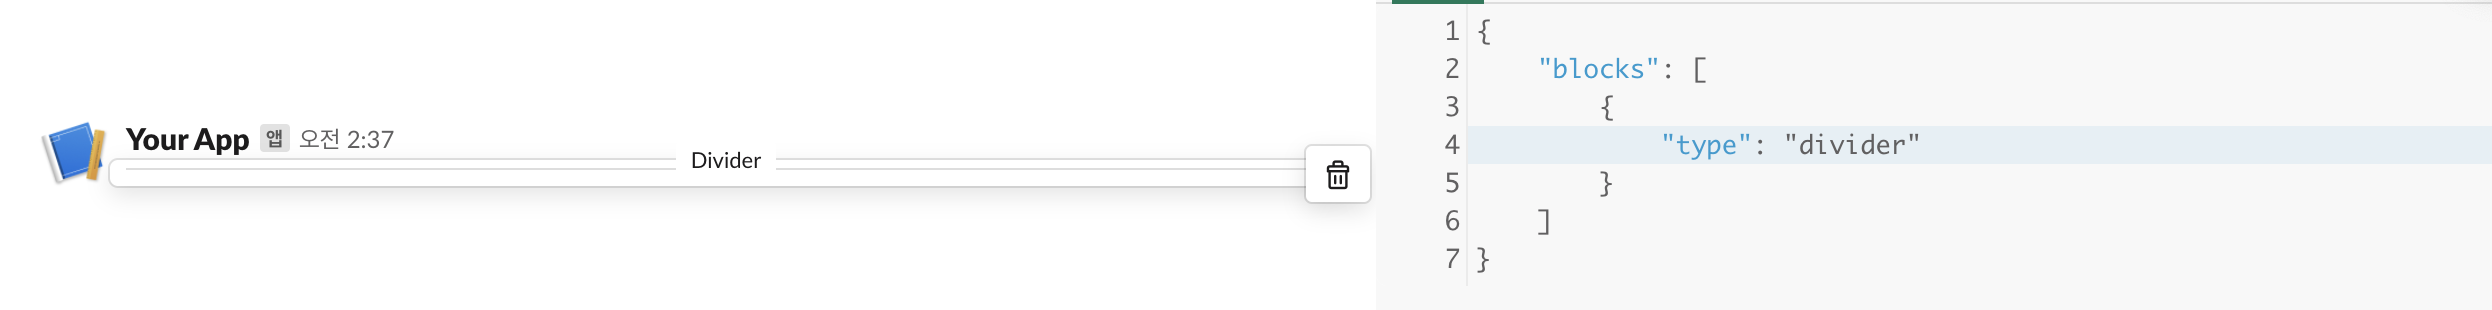 Your App 앱 오전 2:37
Divider
1 {
2     "blocks": [
3         {
4             "type": "divider"
5         }
6     ]
7 }